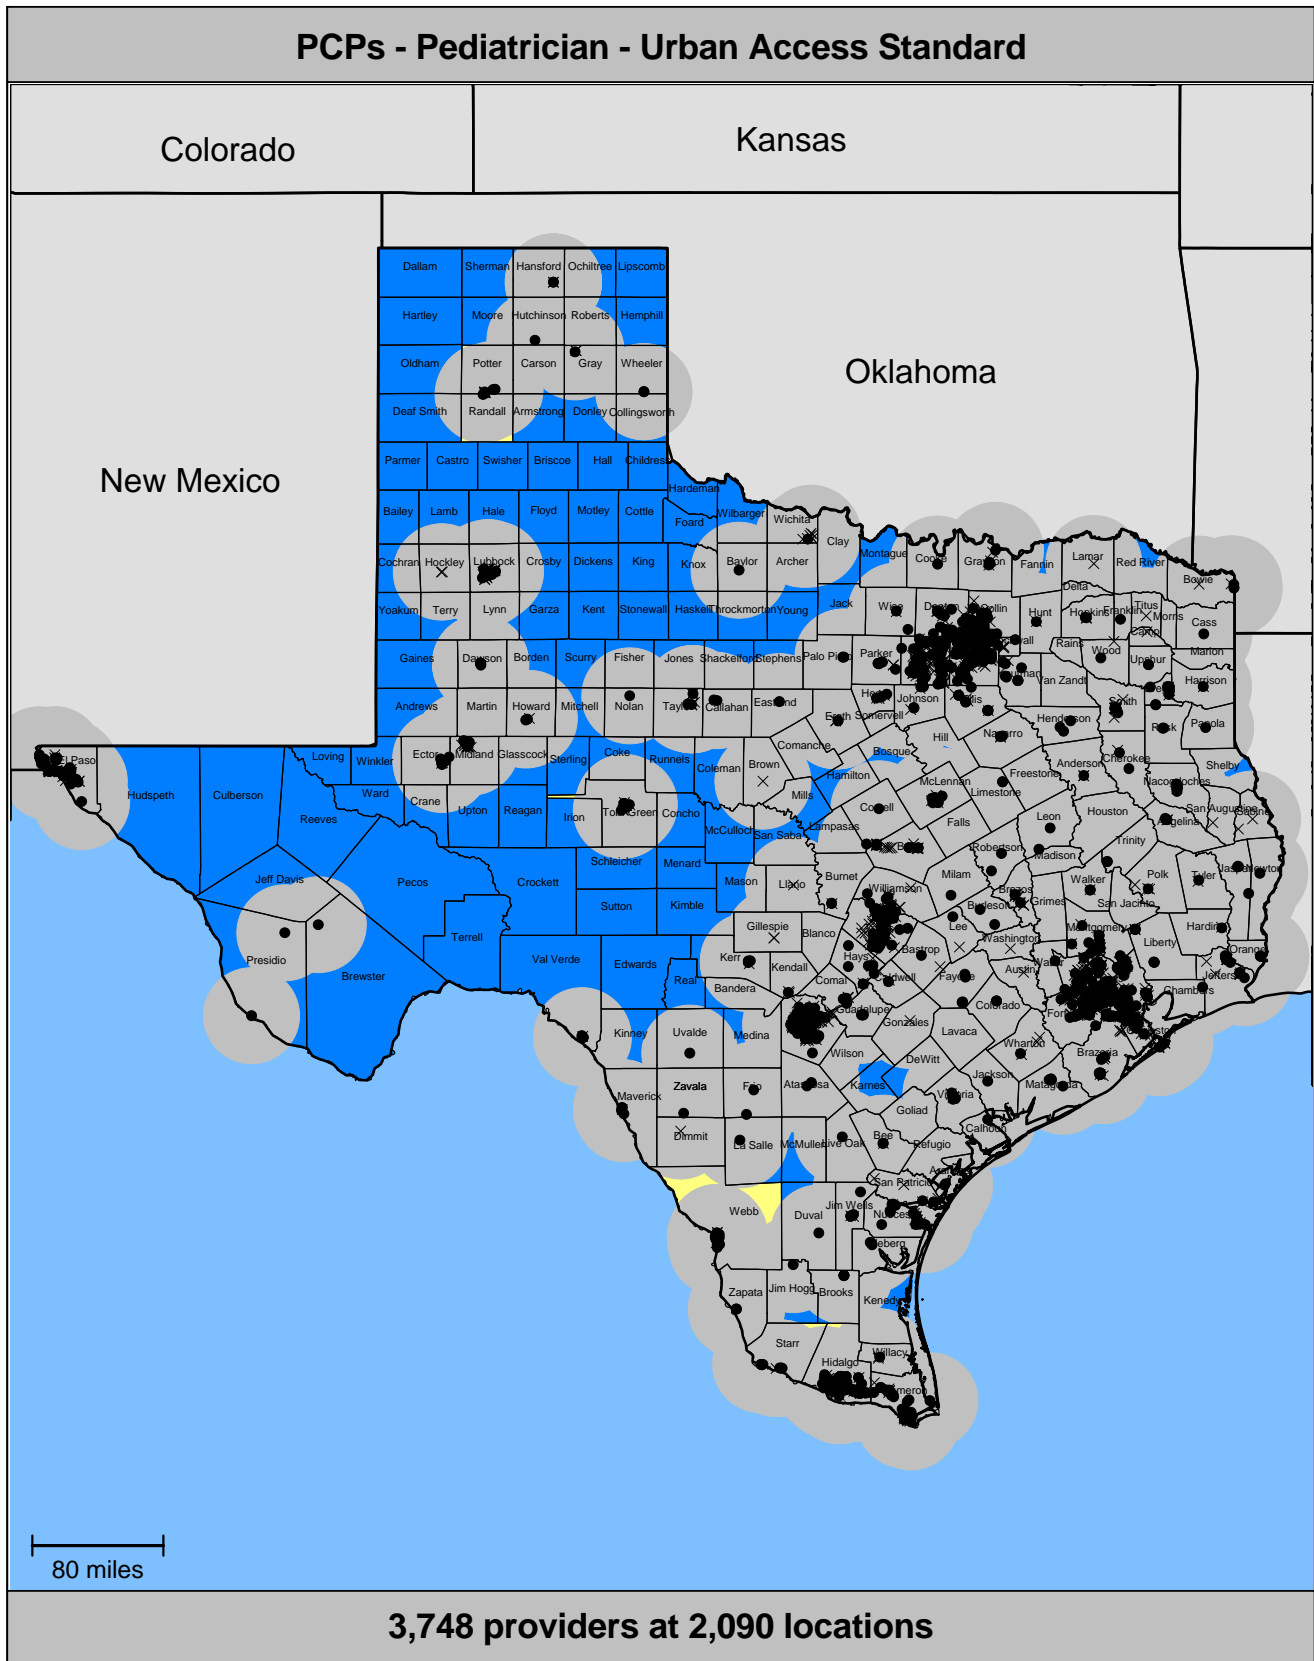 PCPs - Pediatrician - Urban Access Standard
Colorado
Kansas
Dallam Sherman Hansford Ochiltree Lipscomb
Hartley Moore Hutchinson Roberts Hemphill
Oldham Potter Carson Gray Wheeler
Oklahoma
Deaf Smith Randall Armstrong Donley Collingsworth
New Mexico
Parmer Castro Swisher Briscoe Hall Childress
Hardeman
Bailey Lamb Hale Floyd Motley Cottle Foard Wilbarger Wichita
Clay Montague Cooke Grayson Fannin Lamar Red River Bowie
Cochran Hockley Lubbock Crosby Dickens King Knox Baylor Archer
Delta Titus Morris Franklin Hopkins Camp Cass
Yoakum Terry Lynn Garza Kent Stonewall Haskell Throckmorton Young Jack Wise Denton Collin Hunt
Rains Wood Upshur Marion
Gaines Dawson Borden Scurry Fisher Jones Shackelford Stephens Palo Pinto Parker
Van Zandt Harrison
Andrews Martin Howard Mitchell Nolan Taylor Callahan Eastland Erath Somervell Johnson Ellis
Henderson Smith Rusk Panola
Hill Navarro
El Paso Hudspeth Culberson Loving Winkler Ector Midland Glasscock Sterling Coke Runnels Coleman Brown Comanche Bosque
Anderson Cherokee Shelby
Hamilton McLennan Freestone Limestone Nacogdoches
Reeves Ward Crane Upton Reagan Irion Tom Green Concho Mills Coryell
San Augustine Sabine
McCulloch San Saba Lampasas Falls Leon Houston Angelina
Bell Robertson Madison Trinity
Jeff Davis Pecos Crockett Schleicher Menard
Mason Llano Burnet Williamson Milam Brazos Walker Polk Tyler Jasper Newton
Sutton Kimble
Burleson Grimes San Jacinto
Lee
Presidio Brewster Terrell Val Verde Edwards
Gillespie Blanco Hays Bastrop Washington Montgomery Liberty Hardin Orange
Kerr Kendall
Real Bandera Comal Caldwell Fayette Austin Waller Jefferson Chambers
Guadalupe Gonzales Colorado
Kinney Uvalde Medina
Lavaca
Wilson DeWitt Wharton Brazoria
Maverick Zavala Frio Atascosa Karnes
Jackson Matagorda
Goliad Victoria Calhoun
Dimmit La Salle McMullen Live Oak Bee Refugio
San Patricio
Webb Duval Jim Wells Nueces
Zapata Jim Hogg Brooks Kenedy
Starr Hidalgo Willacy
80 miles
3,748 providers at 2,090 locations